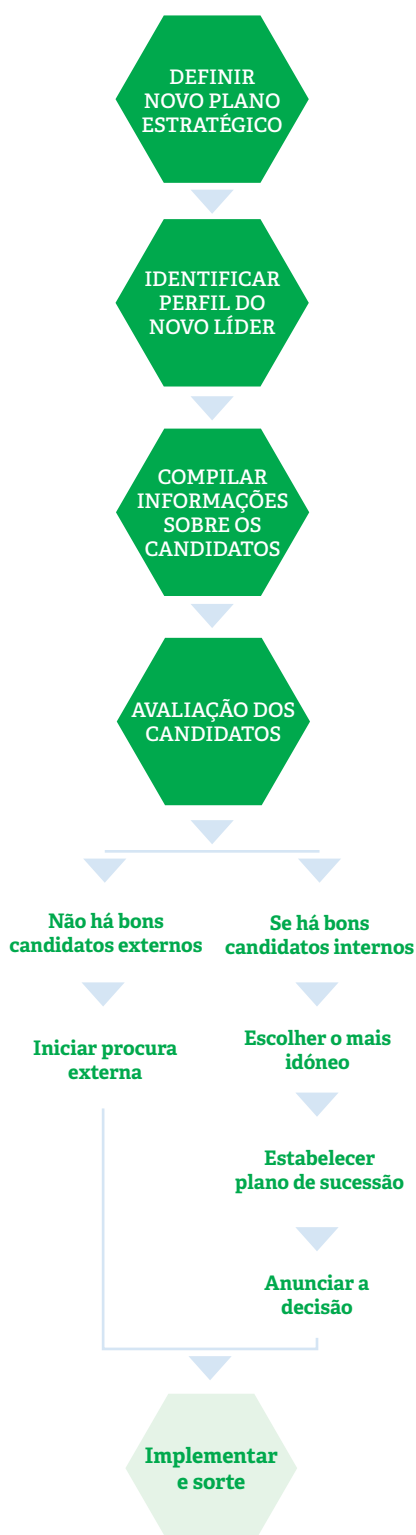 DEFINIR
NOVO PLANO
ESTRATÉGICO
IDENTIFICAR
PERFIL DO
NOVO LÍDER
COMPILAR
INFORMAÇÕES
SOBRE OS
CANDIDATOS
AVALIAÇÃO DOS
CANDIDATOS
Não há bons
candidatos externos
Iniciar procura
externa
Se há bons
candidatos internos
Escolher o mais
idóneo
Estabelecer
plano de sucessão
Anunciar a
decisão
Implementar
e sorte